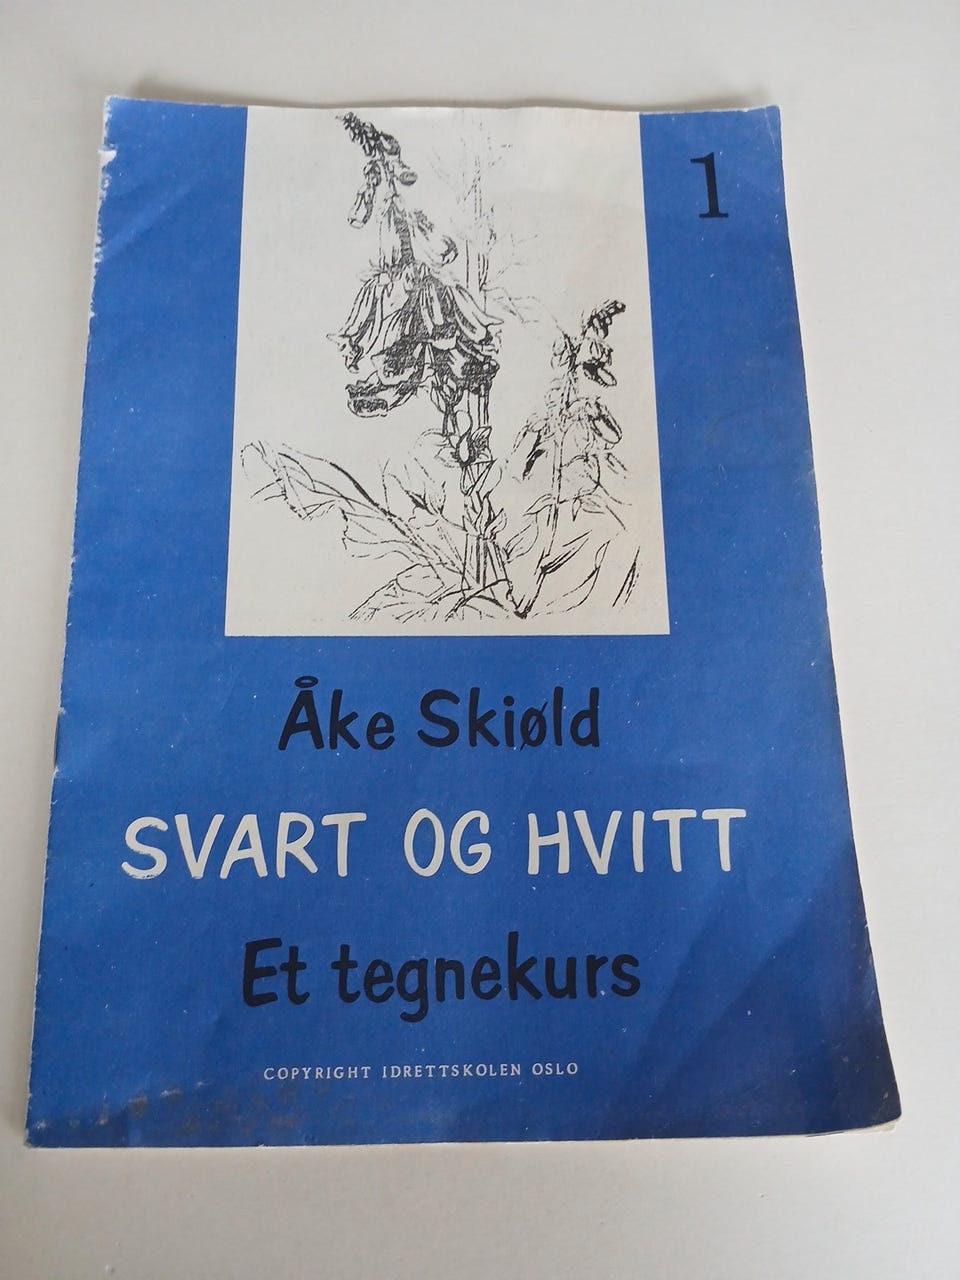 1
Åke Skiøld
SVART OG HVITT
Et tegnekurs
COPYRIGHT IDRETTSKOLEN OSLO